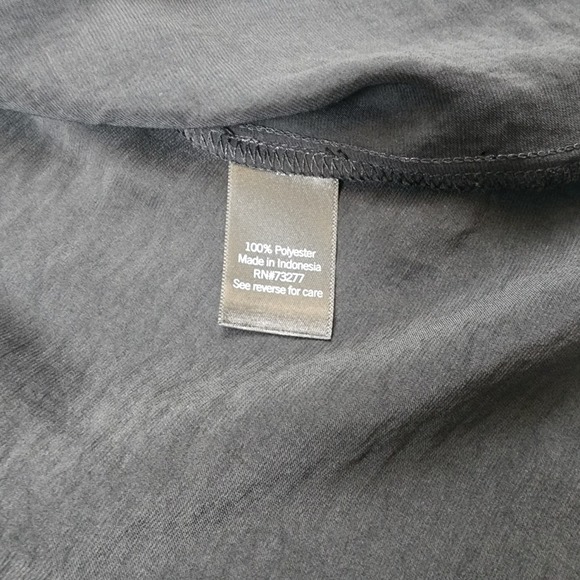 100% Polyester
Made in Indonesia
RN#73277
See reverse for care